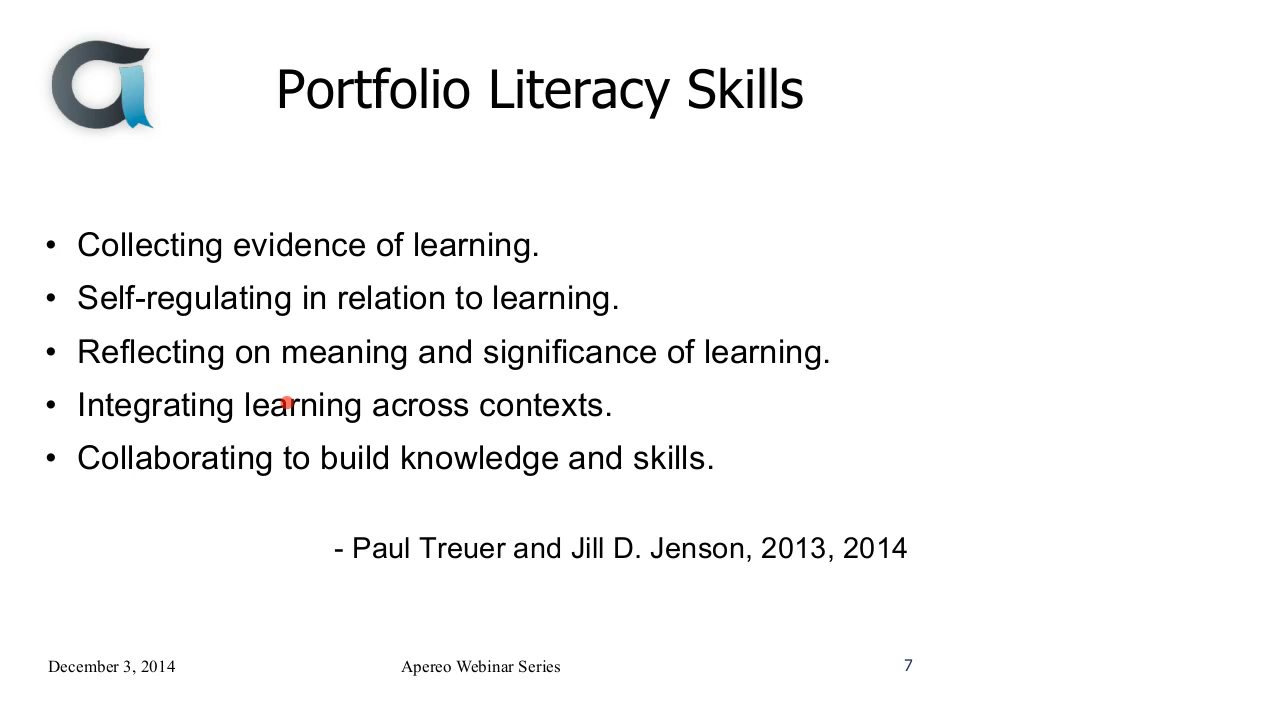 Portfolio Literacy Skills
• Collecting evidence of learning.
• Self-regulating in relation to learning.
• Reflecting on meaning and significance of learning.
• Integrating learning across contexts.
• Collaborating to build knowledge and skills.
- Paul Treuer and Jill D. Jenson, 2013, 2014
December 3, 2014
Apereo Webinar Series
7